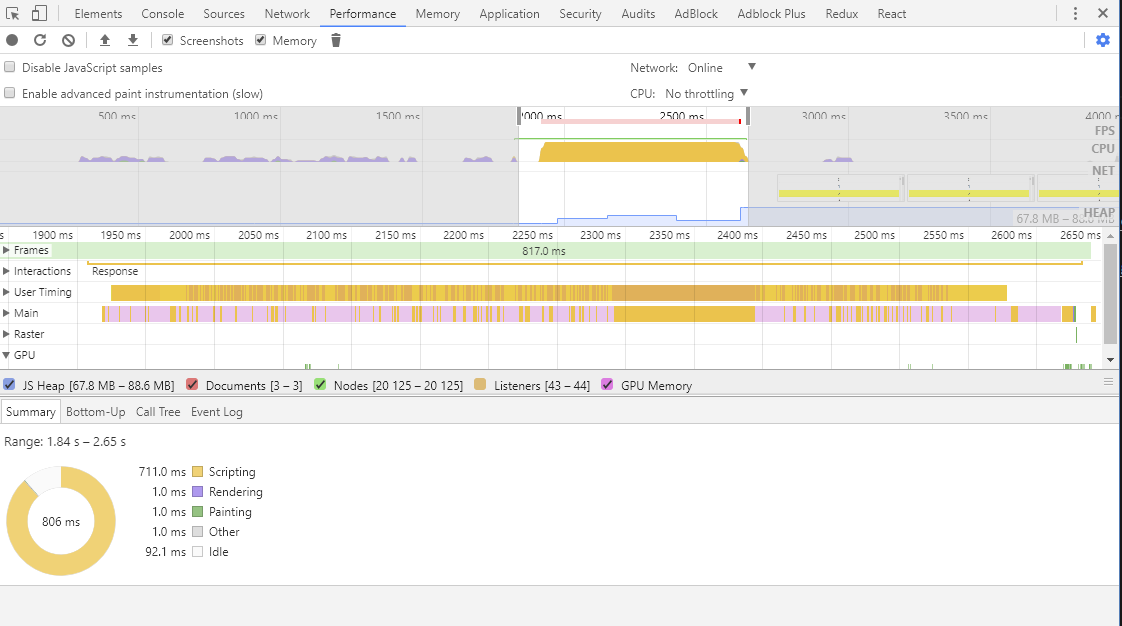 Elements Console Sources Network Performance Memory Application Security Audits AdBlock Adblock Plus Redux React
Screenshots Memory
Disable JavaScript samples Network: Online
Enable advanced paint instrumentation (slow) CPU: No throttling
500 ms 1000 ms 1500 ms 2000 ms 2500 ms 3000 ms 3500 ms 4000 ms
FPS
CPU
NET
HEAP
67.8 MB – 88.6 MB
s 1900 ms 1950 ms 2000 ms 2050 ms 2100 ms 2150 ms 2200 ms 2250 ms 2300 ms 2350 ms 2400 ms 2450 ms 2500 ms 2550 ms 2600 ms 2650 ms
Frames 817.0 ms
Interactions Response
User Timing
Main
Raster
GPU
JS Heap [67.8 MB – 88.6 MB] Documents [3 – 3] Nodes [20 125 – 20 125] Listeners [43 – 44] GPU Memory
Summary Bottom-Up Call Tree Event Log
Range: 1.84 s – 2.65 s
711.0 ms Scripting
1.0 ms Rendering
1.0 ms Painting
806 ms
1.0 ms Other
92.1 ms Idle